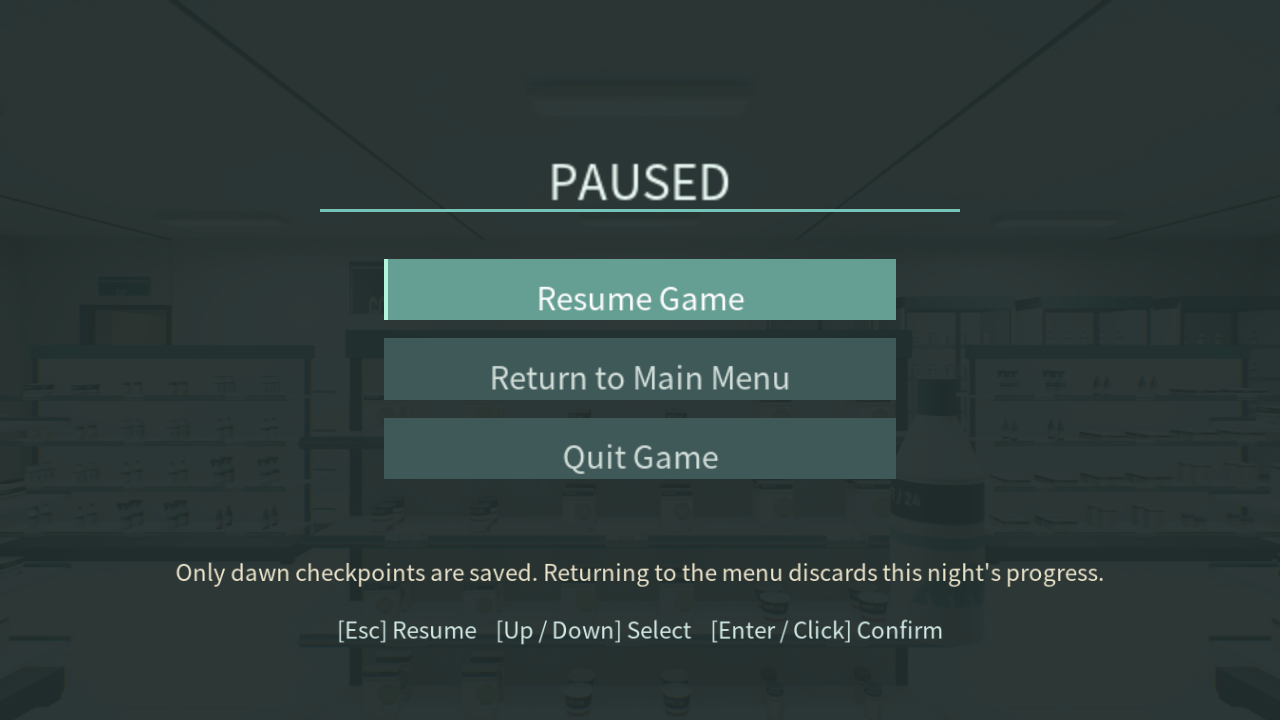 PAUSED
Resume Game
Return to Main Menu
Quit Game
Only dawn checkpoints are saved. Returning to the menu discards this night's progress.
[Esc] Resume [Up / Down] Select [Enter / Click] Confirm